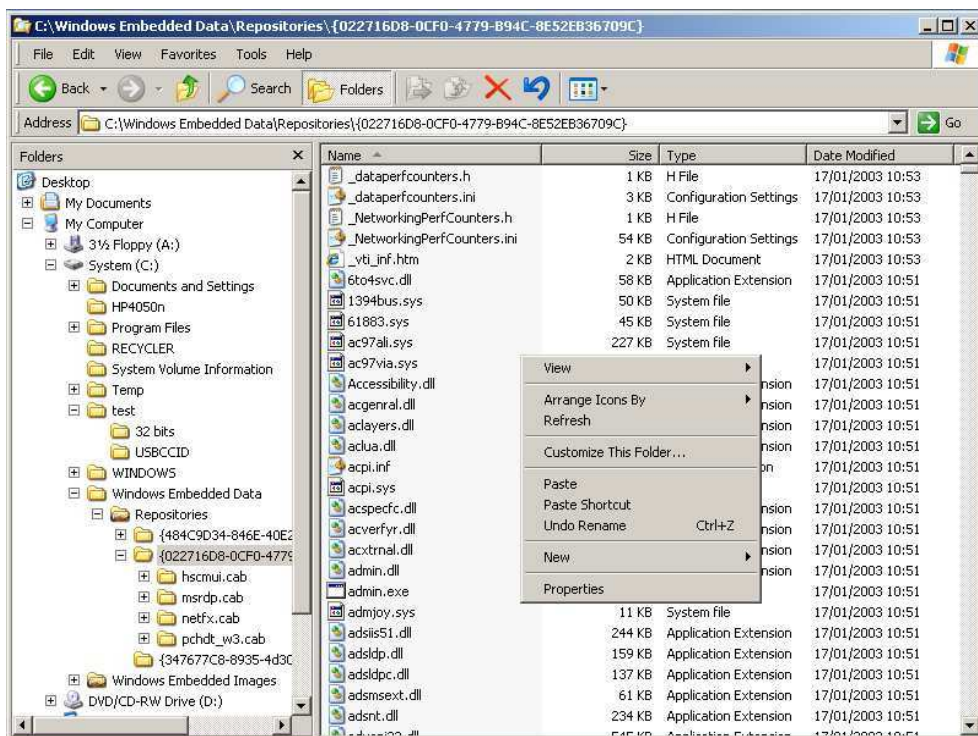 C:\Windows Embedded Data\Repositories\{022716D8-0CF0-4779-B94C-8E52EB36709C}
File Edit View Favorites Tools Help
Back Search Folders
Address C:\Windows Embedded Data\Repositories\{022716D8-0CF0-4779-B94C-8E52EB36709C} Go
Folders
Desktop
My Documents
My Computer
3½ Floppy (A:)
System (C:)
Documents and Settings
HP4050n
Program Files
RECYCLER
System Volume Information
Temp
test
32 bits
USBCCID
WINDOWS
Windows Embedded Data
Repositories
{484C9D34-846E-40E2
{022716D8-0CF0-4779
hscmui.cab
msrdp.cab
netfx.cab
pchdt_w3.cab
{347677C8-8935-4d30
Windows Embedded Images
DVD/CD-RW Drive (D:)
Name Size Type Date Modified
_dataperfcounters.h 1 KB H File 17/01/2003 10:53
_dataperfcounters.ini 3 KB Configuration Settings 17/01/2003 10:53
_NetworkingPerfCounters.h 1 KB H File 17/01/2003 10:53
_NetworkingPerfCounters.ini 54 KB Configuration Settings 17/01/2003 10:53
_vti_inf.htm 2 KB HTML Document 17/01/2003 10:53
6to4svc.dll 58 KB Application Extension 17/01/2003 10:51
1394bus.sys 50 KB System file 17/01/2003 10:51
61883.sys 45 KB System file 17/01/2003 10:51
ac97ali.sys 227 KB System file 17/01/2003 10:51
ac97via.sys 17/01/2003 10:51
Accessibility.dll nsion 17/01/2003 10:51
acgenral.dll nsion 17/01/2003 10:51
aclayers.dll nsion 17/01/2003 10:51
aclua.dll nsion 17/01/2003 10:51
acpi.inf on 17/01/2003 10:51
acpi.sys 17/01/2003 10:51
acspecfc.dll nsion 17/01/2003 10:51
acverfyr.dll nsion 17/01/2003 10:51
acxtrnal.dll nsion 17/01/2003 10:51
admin.dll nsion 17/01/2003 10:51
admin.exe 17/01/2003 10:51
admjoy.sys 11 KB System file 17/01/2003 10:51
adsiis51.dll 244 KB Application Extension 17/01/2003 10:51
adsldp.dll 159 KB Application Extension 17/01/2003 10:51
adsldpc.dll 137 KB Application Extension 17/01/2003 10:51
adsmsext.dll 61 KB Application Extension 17/01/2003 10:51
adsnt.dll 234 KB Application Extension 17/01/2003 10:51
View
Arrange Icons By
Refresh
Customize This Folder...
Paste
Paste Shortcut
Undo Rename Ctrl+Z
New
Properties